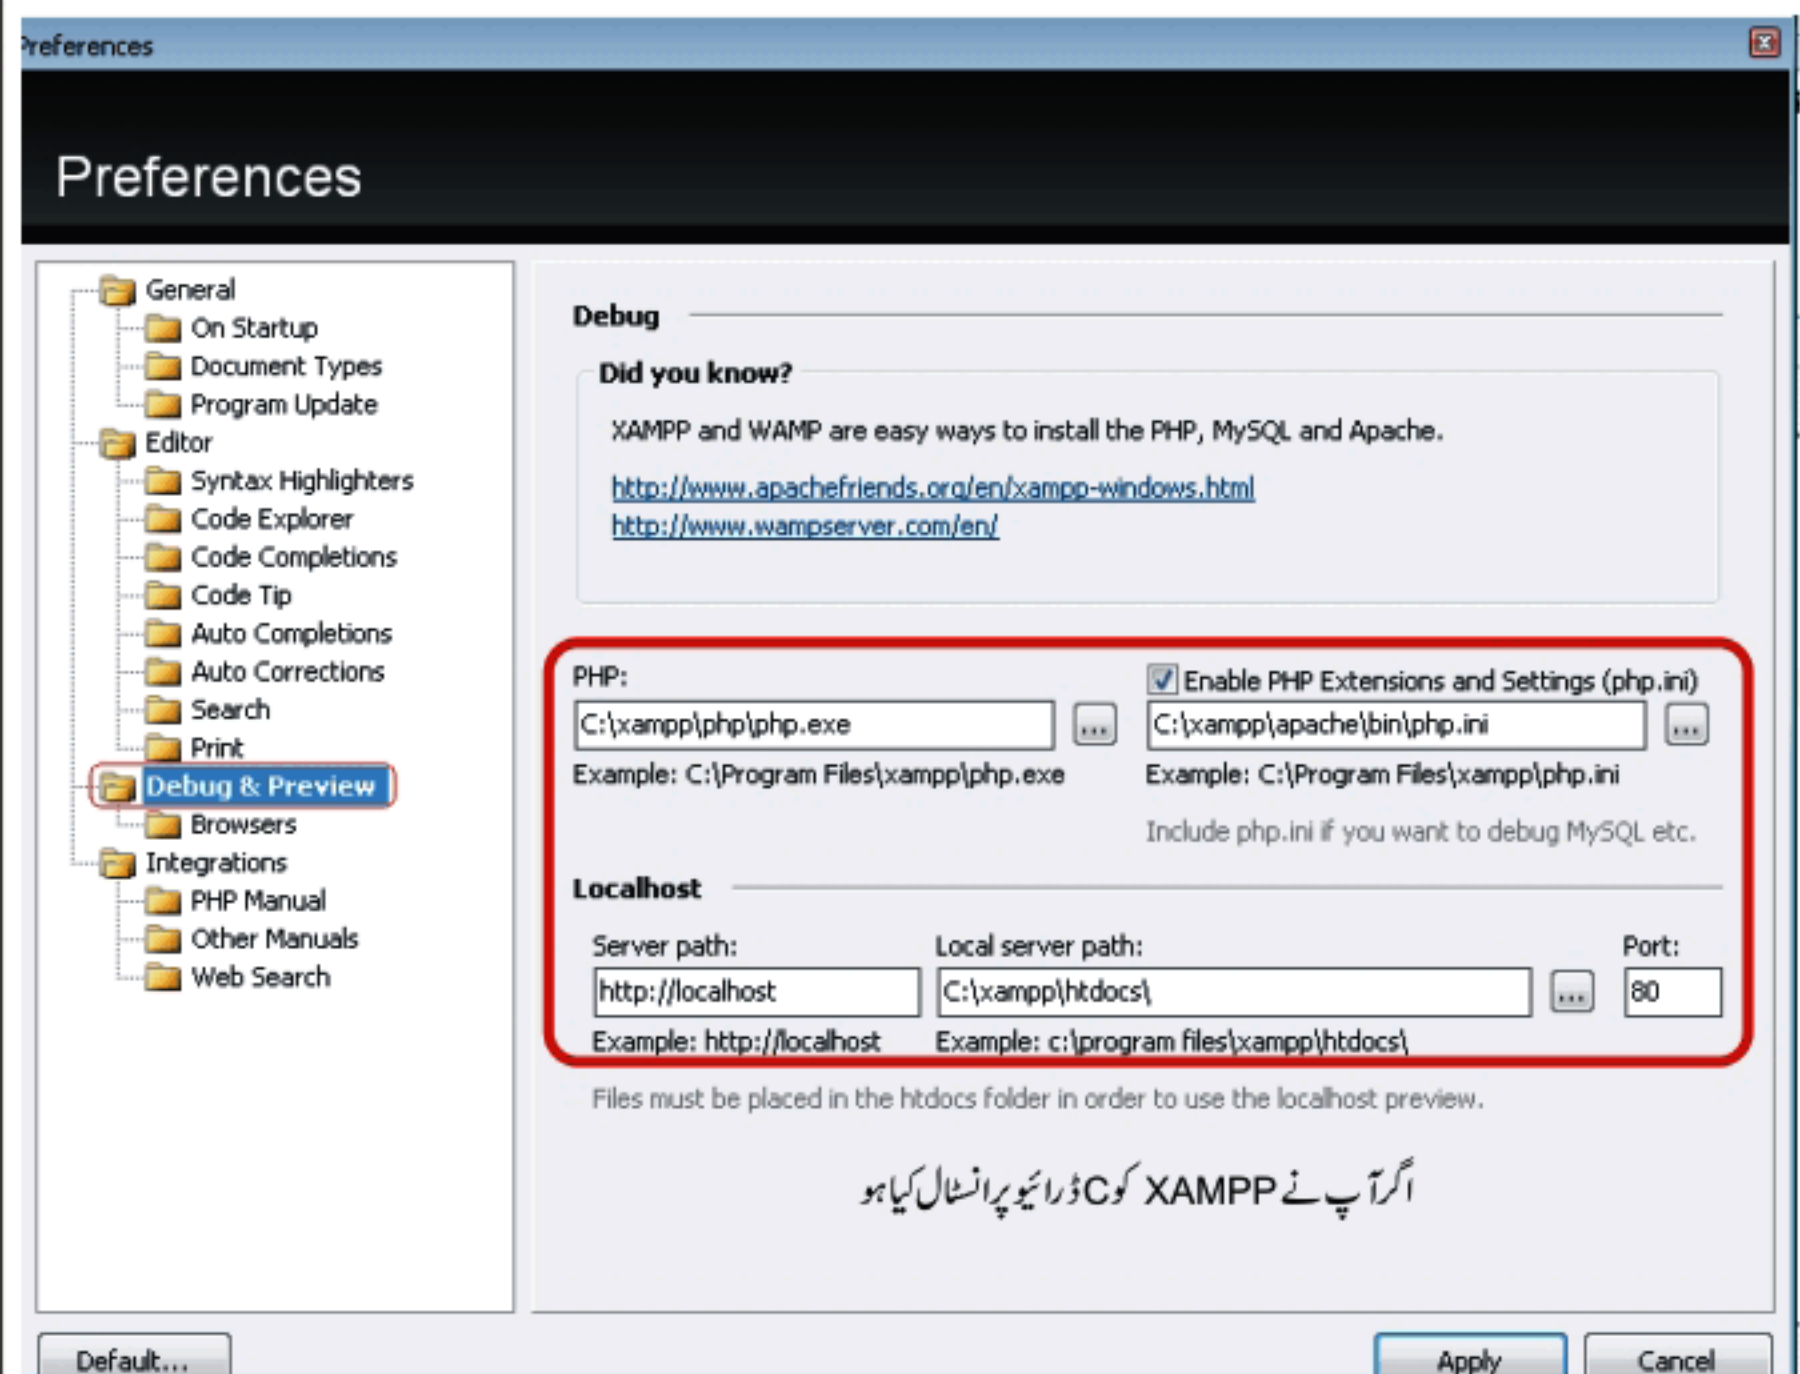 Preferences
Preferences
General
On Startup
Document Types
Program Update
Editor
Syntax Highlighters
Code Explorer
Code Completions
Code Tip
Auto Completions
Auto Corrections
Search
Print
Debug & Preview
Browsers
Integrations
PHP Manual
Other Manuals
Web Search
Debug
Did you know?
XAMPP and WAMP are easy ways to install the PHP, MySQL and Apache.
http://www.apachefriends.org/en/xampp-windows.html
http://www.wampserver.com/en/
PHP:
C:\xampp\php\php.exe
...
Example: C:\Program Files\xampp\php.exe
Enable PHP Extensions and Settings (php.ini)
C:\xampp\apache\bin\php.ini
...
Example: C:\Program Files\xampp\php.ini
Include php.ini if you want to debug MySQL etc.
Localhost
Server path:
http://localhost
Example: http://localhost
Local server path:
C:\xampp\htdocs\
...
Example: c:\program files\xampp\htdocs\
Port:
80
Files must be placed in the htdocs folder in order to use the localhost preview.
اگر آپ نے XAMPP کو C ڈرائیو پر انسٹال کیا ہو
Default...
Apply
Cancel